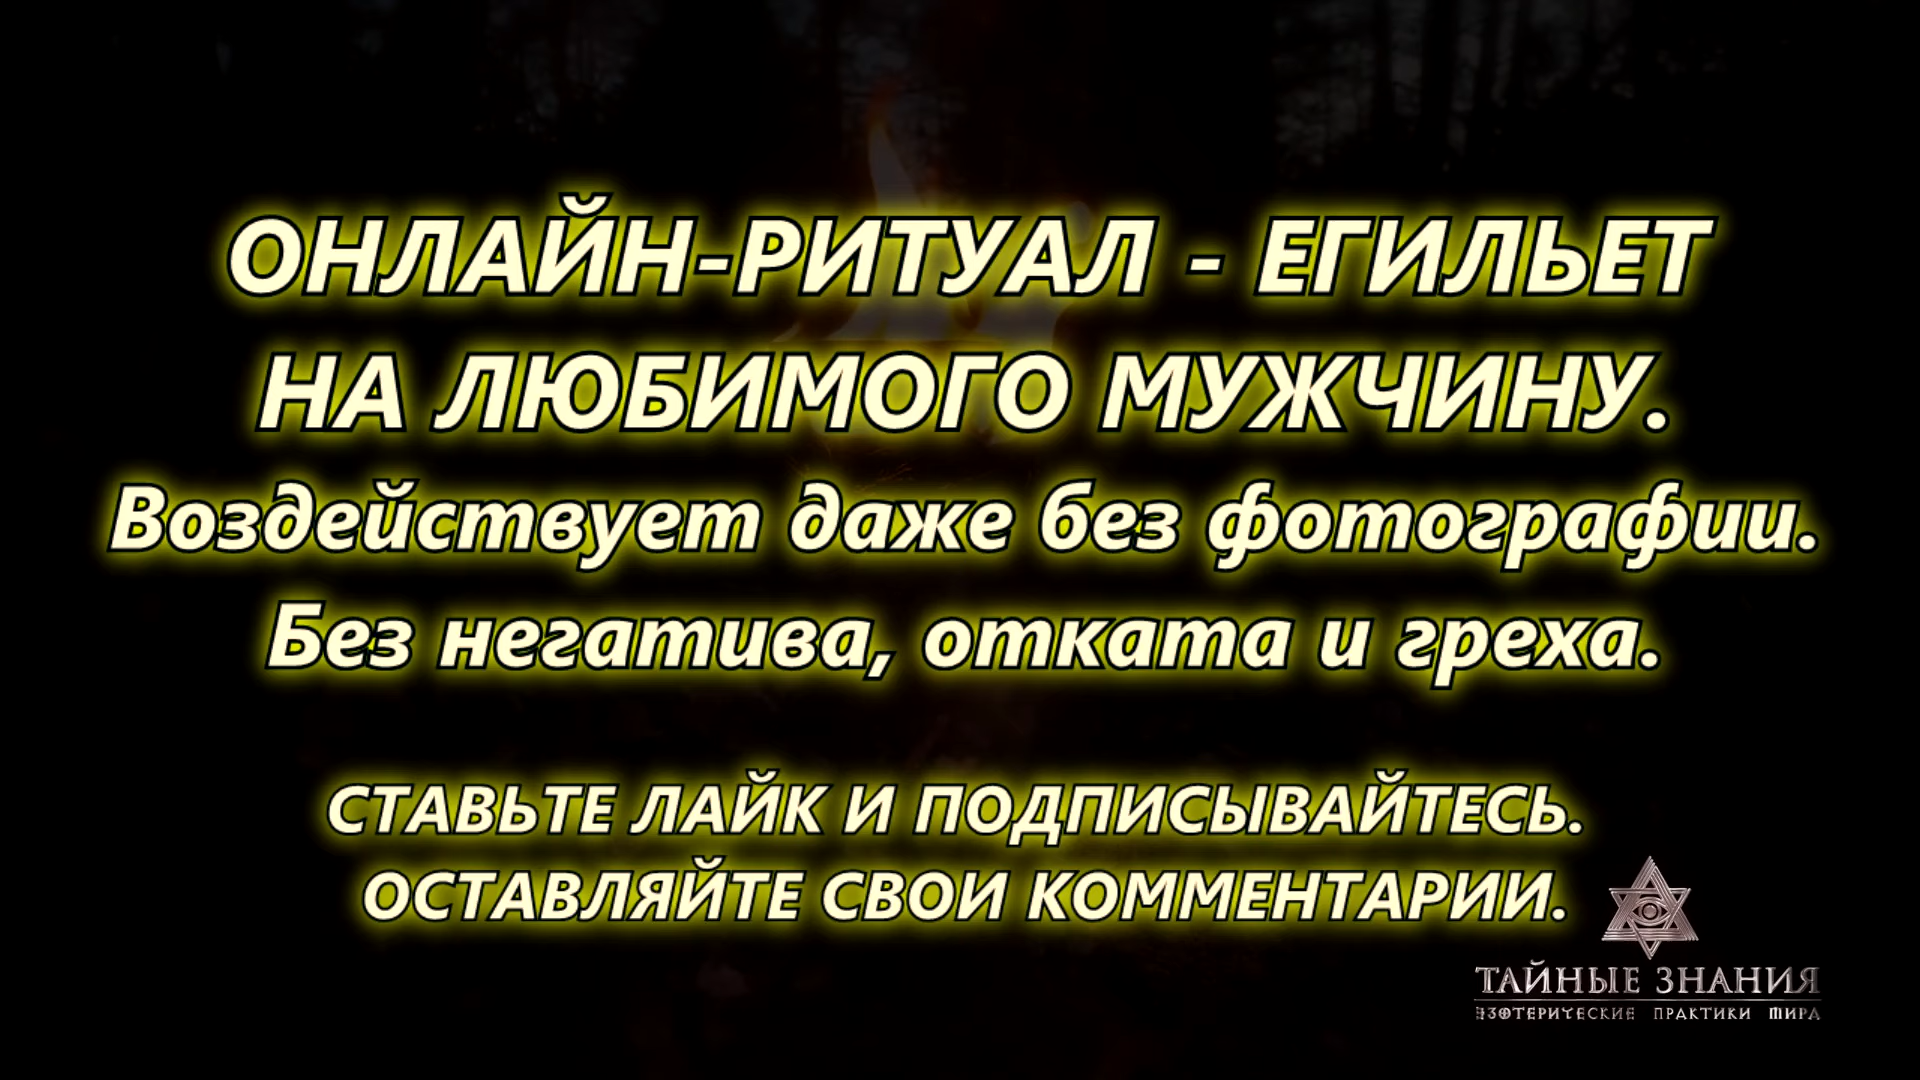 ОНЛАЙН-РИТУАЛ - ЕГИЛЬЕТ
НА ЛЮБИМОГО МУЖЧИНУ.
Воздействует даже без фотографии.
Без негатива, отката и греха.
СТАВЬТЕ ЛАЙК И ПОДПИСЫВАЙТЕСЬ.
ОСТАВЛЯЙТЕ СВОИ КОММЕНТАРИИ.
ТАЙНЫЕ ЗНАНИЯ
ЭЗОТЕРИЧЕСКИЕ ПРАКТИКИ МИРА